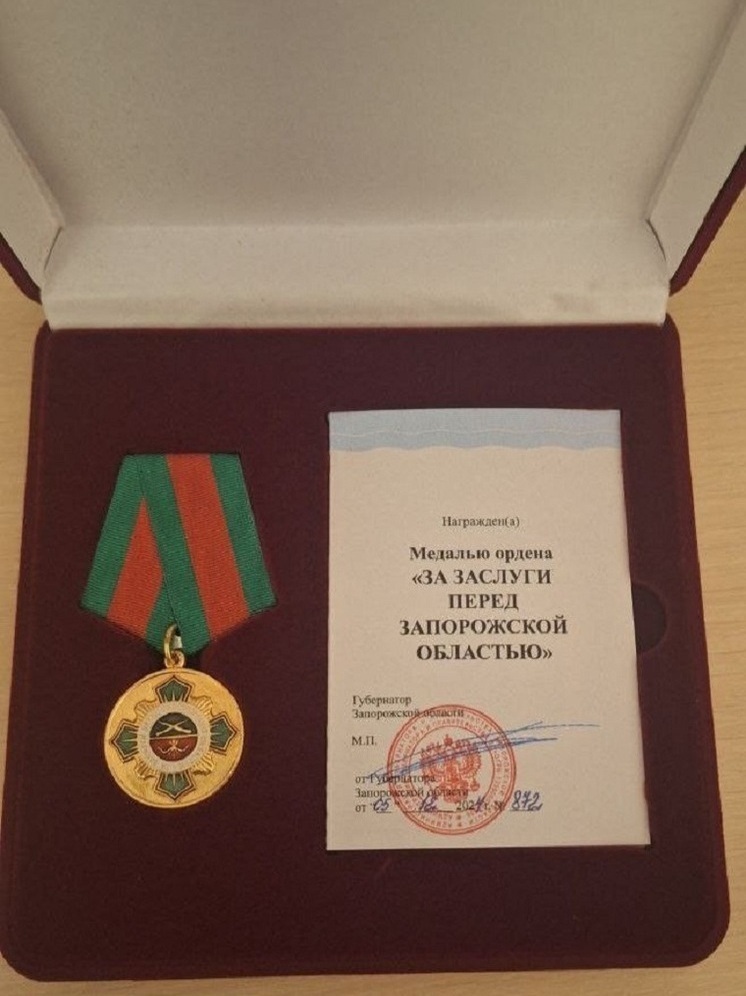 Награжден(а)
Медалью ордена
«ЗА ЗАСЛУГИ
ПЕРЕД
ЗАПОРОЖСКОЙ
ОБЛАСТЬЮ»
Губернатор
Запорожской области
М.П.
от Губернатора
Запорожской области
от "05" 12 2024 г. № 872